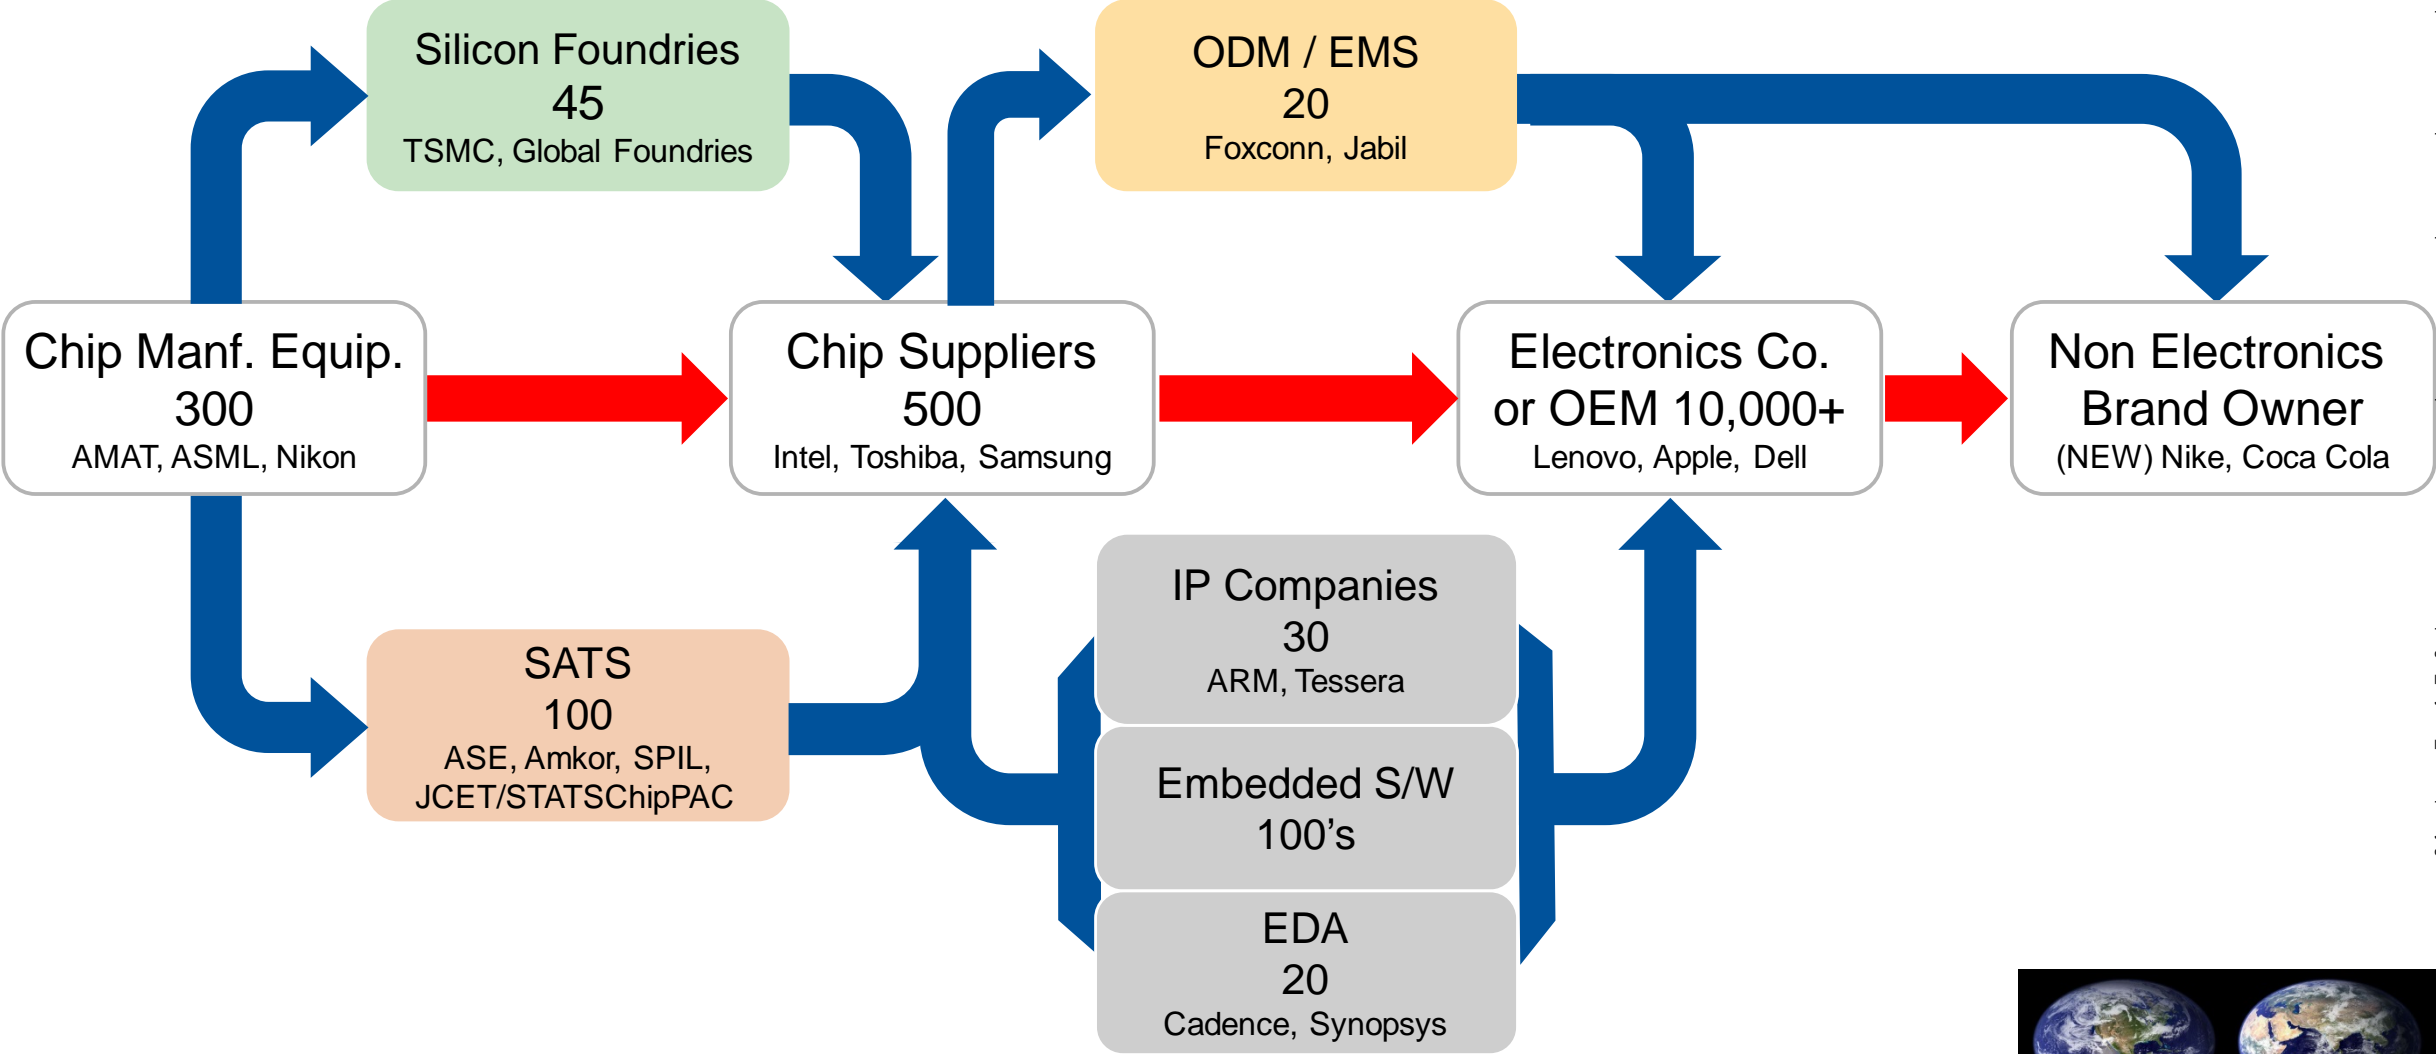 Silicon Foundries
45
TSMC, Global Foundries
ODM / EMS
20
Foxconn, Jabil
Chip Manf. Equip.
300
AMAT, ASML, Nikon
Chip Suppliers
500
Intel, Toshiba, Samsung
Electronics Co.
or OEM 10,000+
Lenovo, Apple, Dell
Non Electronics
Brand Owner
(NEW) Nike, Coca Cola
SATS
100
ASE, Amkor, SPIL,
JCET/STATSChipPAC
IP Companies
30
ARM, Tessera
Embedded S/W
100’s
EDA
20
Cadence, Synopsys